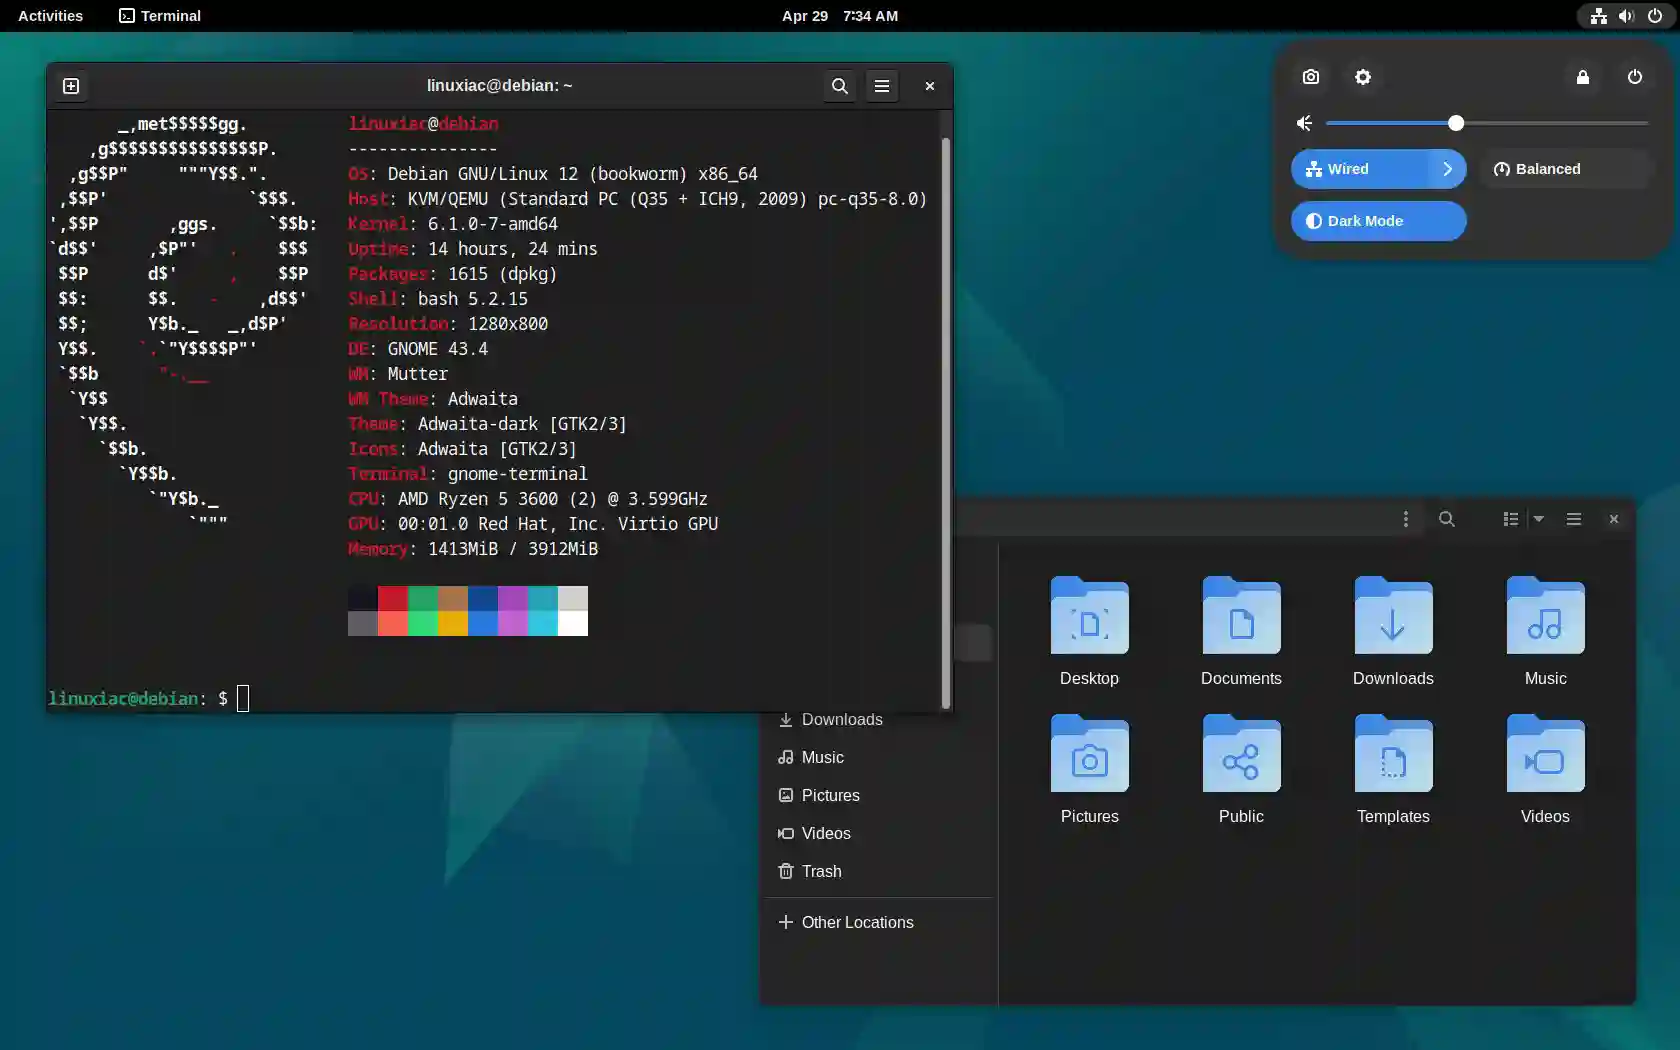 Activities
Terminal
Apr 29 7:34 AM
linuxiac@debian: ~
_,met$$$$$gg.
,g$$$$$$$$$$$$$$$P.
,g$$P"     """Y$$.".
,$$P'              `$$$.
',$$P       ,ggs.     `$$b:
`d$$'     ,$P"'   .    $$$
$$P      d$'     ,    $$P
$$:      $$.   -    ,d$$'
$$;      Y$b._   _,d$P'
Y$$.    `.`"Y$$$$P"'
`$$b      "-.__
`Y$$
`Y$$.
`$$b.
`Y$$b.
`"Y$b._
`"""
linuxiac@debian
---------------
OS: Debian GNU/Linux 12 (bookworm) x86_64
Host: KVM/QEMU (Standard PC (Q35 + ICH9, 2009) pc-q35-8.0)
Kernel: 6.1.0-7-amd64
Uptime: 14 hours, 24 mins
Packages: 1615 (dpkg)
Shell: bash 5.2.15
Resolution: 1280x800
DE: GNOME 43.4
WM: Mutter
WM Theme: Adwaita
Theme: Adwaita-dark [GTK2/3]
Icons: Adwaita [GTK2/3]
Terminal: gnome-terminal
CPU: AMD Ryzen 5 3600 (2) @ 3.599GHz
GPU: 00:01.0 Red Hat, Inc. Virtio GPU
Memory: 1413MiB / 3912MiB
linuxiac@debian: $
Wired
Balanced
Dark Mode
Downloads
Music
Pictures
Videos
Trash
Other Locations
Desktop
Documents
Downloads
Music
Pictures
Public
Templates
Videos